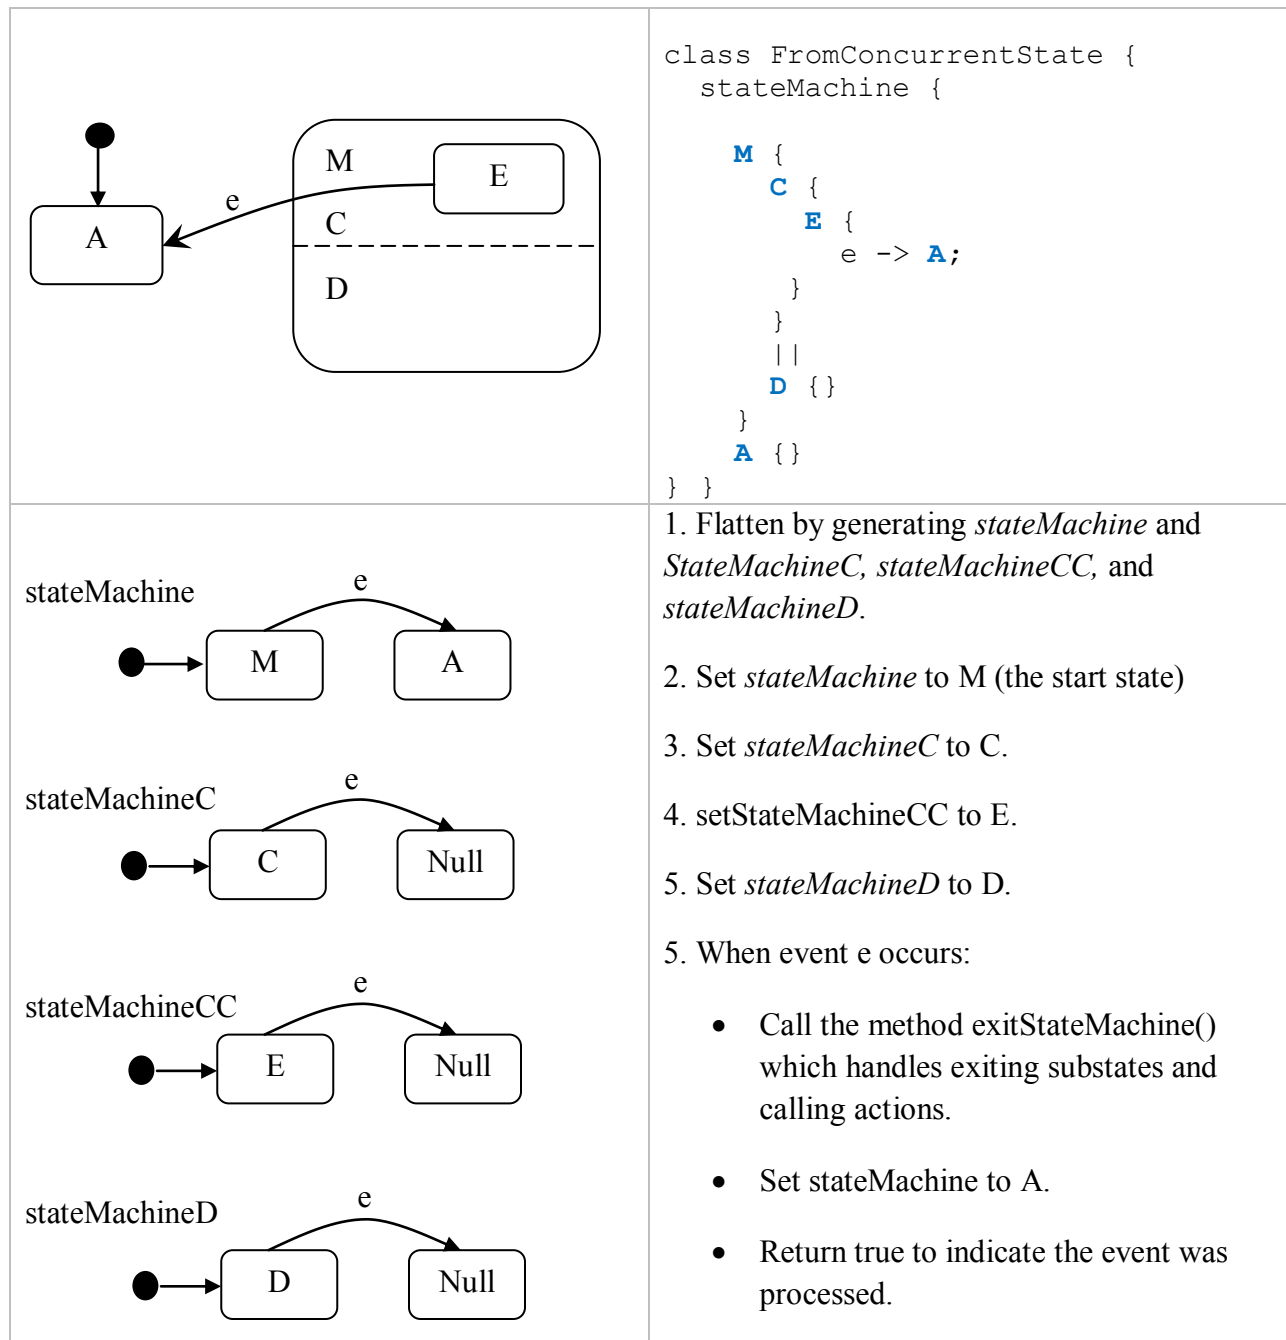 M
E
e
A
C
D
class FromConcurrentState {
stateMachine {
M {
C {
E {
e -> A;
}
}
||
D {}
}
A {}
} }
stateMachine
e
M
A
stateMachineC
e
C
Null
stateMachineCC
e
E
Null
stateMachineD
e
D
Null
1. Flatten by generating stateMachine and
StateMachineC, stateMachineCC, and
stateMachineD.
2. Set stateMachine to M (the start state)
3. Set stateMachineC to C.
4. setStateMachineCC to E.
5. Set stateMachineD to D.
5. When event e occurs:
• Call the method exitStateMachine()
which handles exiting substates and
calling actions.
• Set stateMachine to A.
• Return true to indicate the event was
processed.